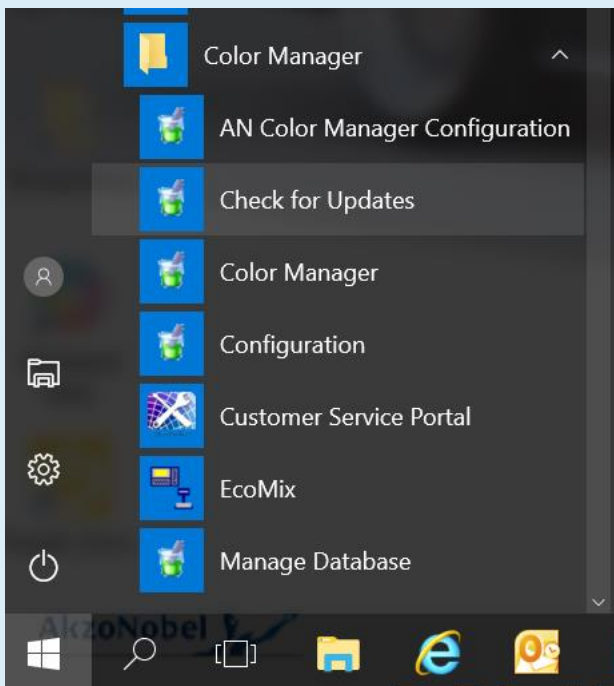 Color Manager
AN Color Manager Configuration
Check for Updates
Color Manager
Configuration
Customer Service Portal
EcoMix
Manage Database
AkzoNobel